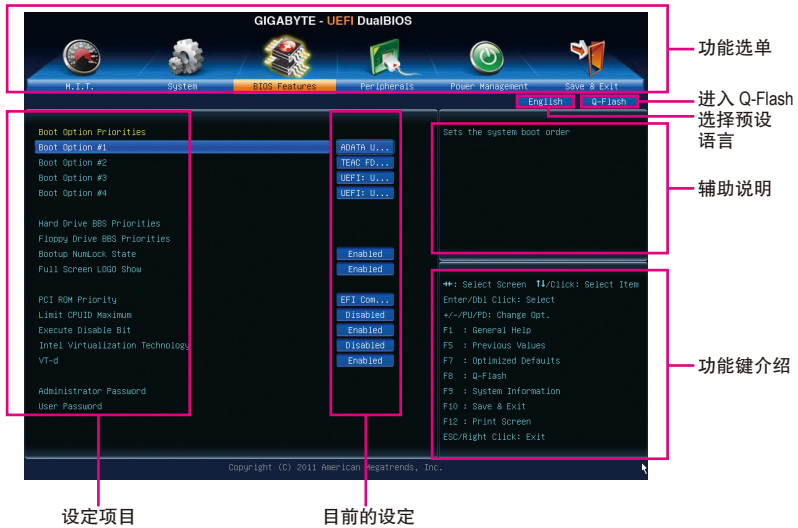 GIGABYTE - UEFI DualBIOS
M.I.T.
System
BIOS Features
Peripherals
Power Management
Save & Exit
功能选单
English
Q-Flash
进入 Q-Flash
选择预设
语言
Boot Option Priorities
Boot Option #1
ADATA U...
Boot Option #2
TEAC FD...
Boot Option #3
UEFI: U...
Boot Option #4
UEFI: U...
Hard Drive BBS Priorities
Floppy Drive BBS Priorities
Bootup NumLock State
Enabled
Full Screen LOGO Show
Enabled
PCI ROM Priority
EFI Com...
Limit CPUID Maximum
Disabled
Execute Disable Bit
Enabled
Intel Virtualization Technology
Disabled
VT-d
Enabled
Administrator Password
User Password
Sets the system boot order
辅助说明
→←: Select Screen ↑↓/Click: Select Item
Enter/Dbl Click: Select
+/-/PU/PD: Change Opt.
F1 : General Help
F5 : Previous Values
F7 : Optimized Defaults
F8 : Q-Flash
F9 : System Information
F10 : Save & Exit
F12 : Print Screen
ESC/Right Click: Exit
功能键介绍
Copyright (C) 2011 American Megatrends, Inc.
设定项目
目前的设定